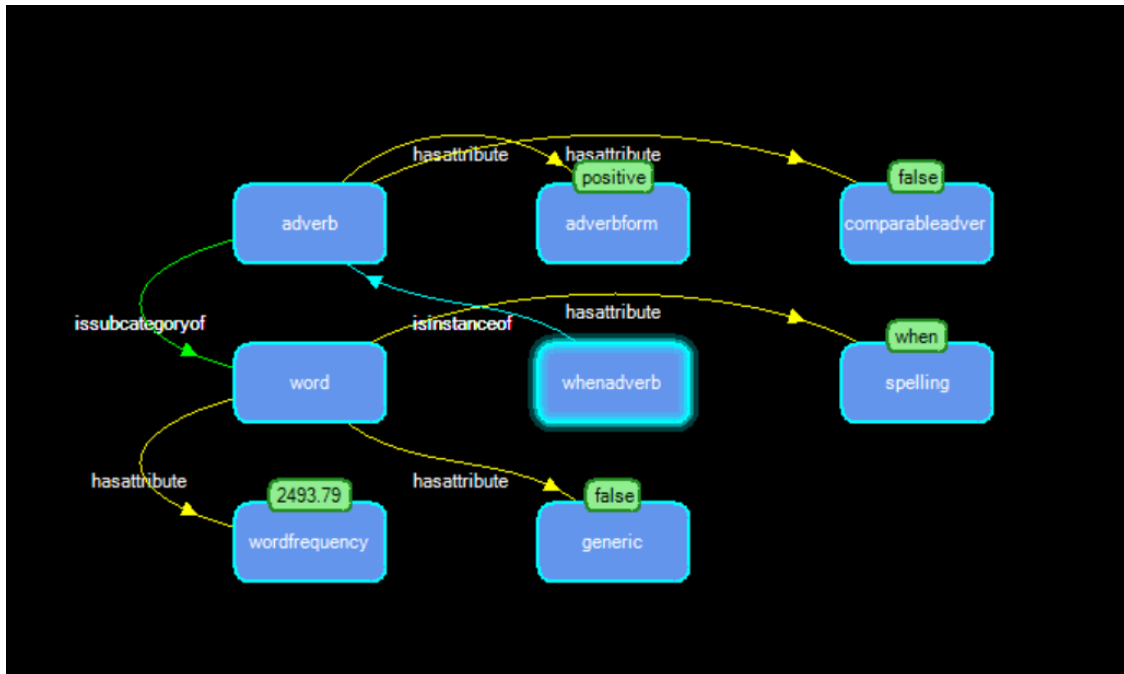 hasattribute
hasattribute
positive
false
adverb
adverbform
comparableadver
hasattribute
issubcategoryof
isinstanceof
when
word
whenadverb
spelling
hasattribute
hasattribute
2493.79
false
wordfrequency
generic